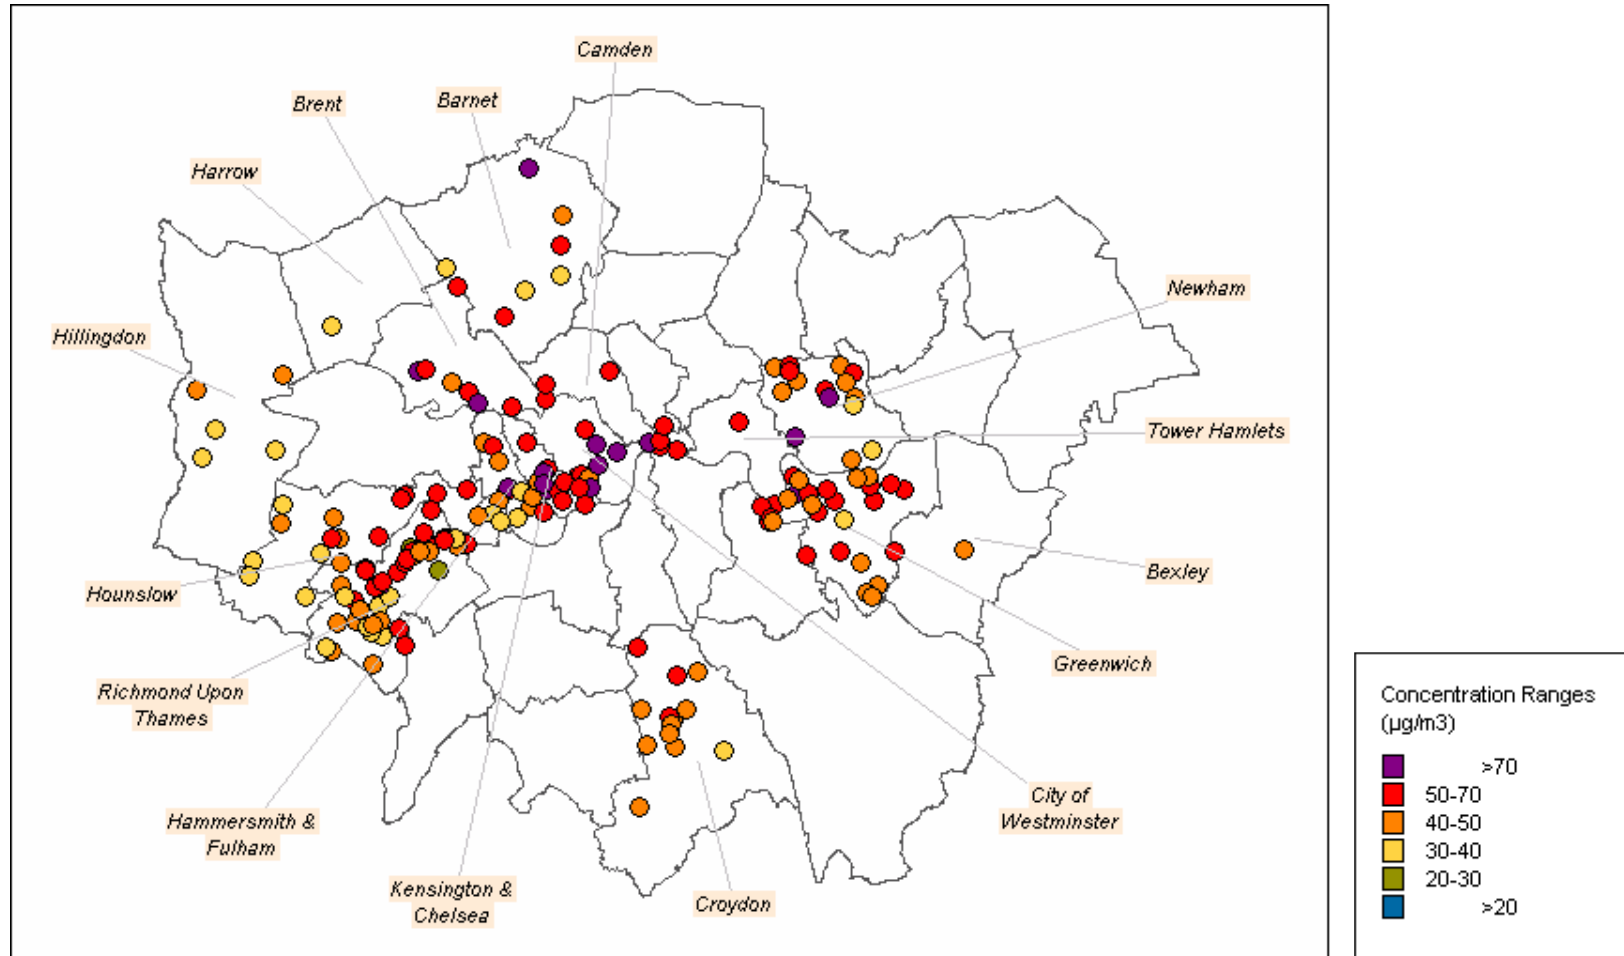 Camden
Brent
Barnet
Harrow
Newham
Hillingdon
Tower Hamlets
Bexley
Hounslow
Greenwich
Richmond Upon
Thames
Hammersmith &
Fulham
City of
Westminster
Kensington &
Chelsea
Croydon
Concentration Ranges
(µg/m3)
>70
50-70
40-50
30-40
20-30
>20